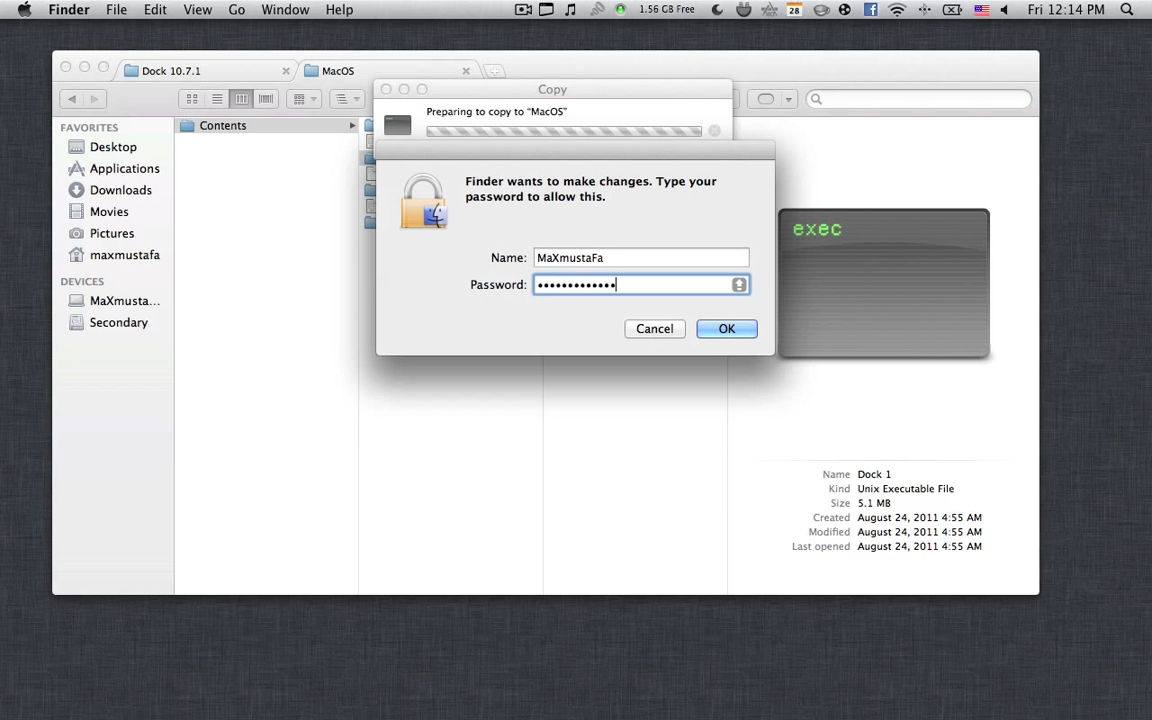 Finder File Edit View Go Window Help 1.56 GB Free 28 Fri 12:14 PM
Dock 10.7.1 MacOS
Copy
Preparing to copy to “MacOS”
FAVORITES
Desktop
Applications
Downloads
Movies
Pictures
maxmustafa
DEVICES
MaXmusta...
Secondary
Contents
Finder wants to make changes. Type your
password to allow this.
Name: MaXmustaFa
Password: •••••••••••••
Cancel OK
exec
Name Dock 1
Kind Unix Executable File
Size 5.1 MB
Created August 24, 2011 4:55 AM
Modified August 24, 2011 4:55 AM
Last opened August 24, 2011 4:55 AM